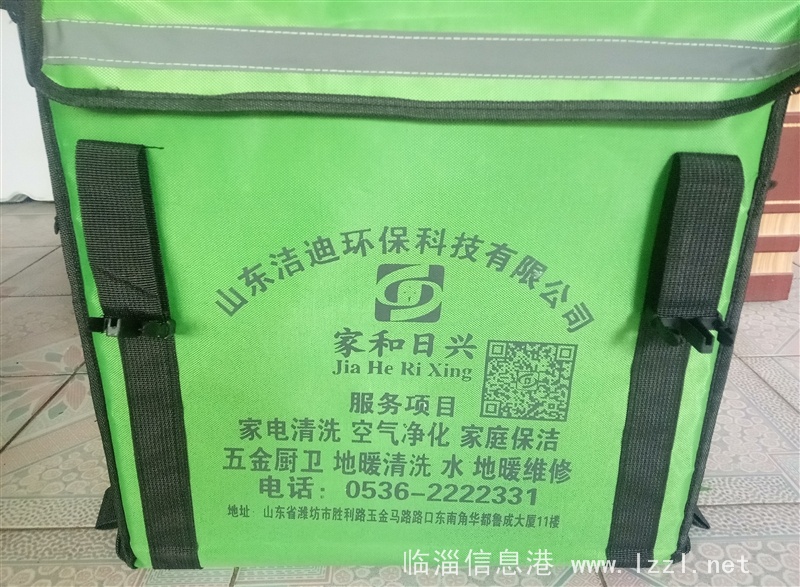 山东洁迪环保科技有限公司
家和日兴
Jia He Ri Xing
服务项目
家电清洗 空气净化 家庭保洁
五金厨卫 地暖清洗 水 地暖维修
电话: 0536-2222331
地址 山东省潍坊市胜利路玉金马路路口东南角华都鲁成大厦11楼
临淄信息港 www.lzzl.net